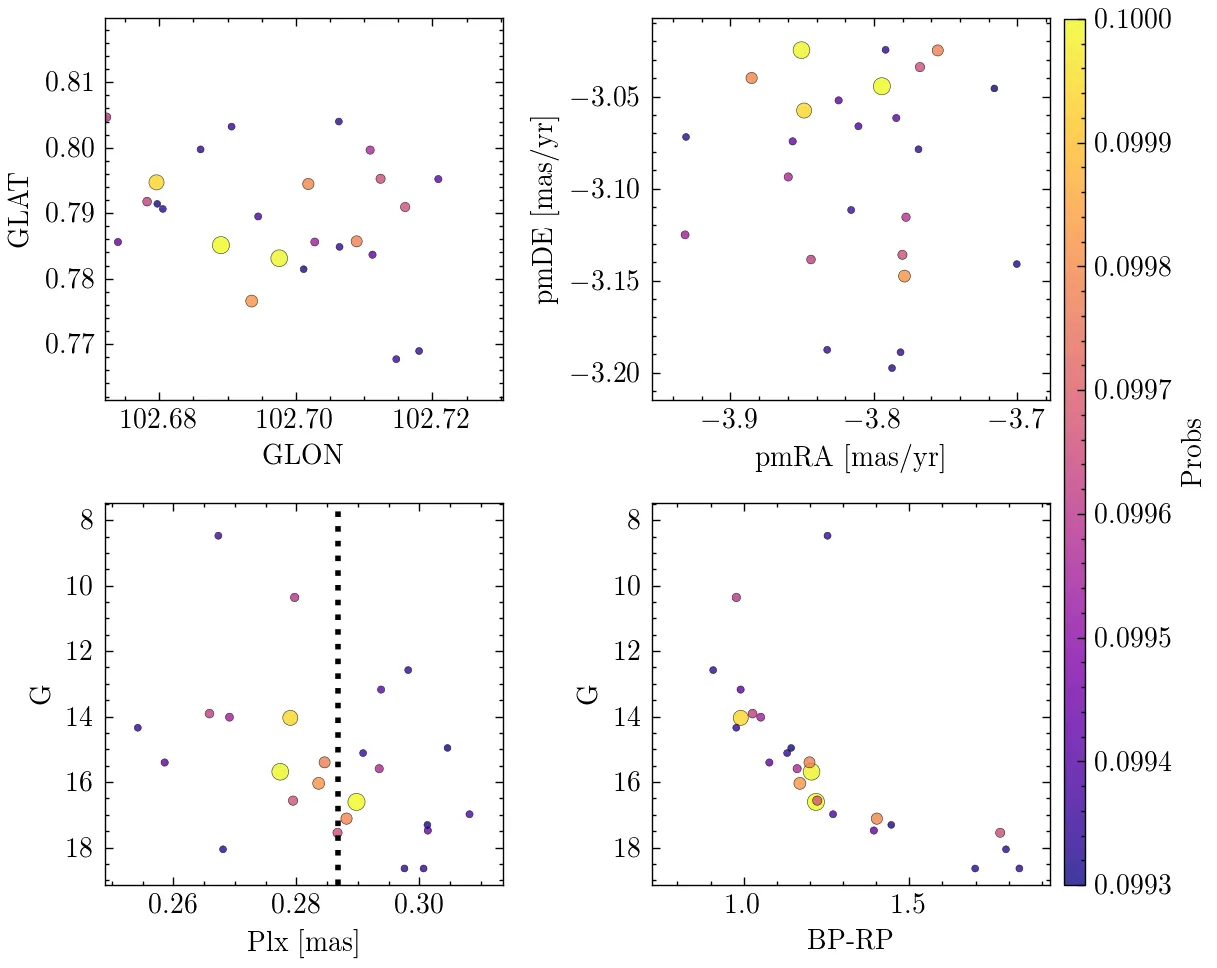 0.81
0.80
0.79
0.78
0.77
GLAT
102.68 102.70 102.72
GLON
−3.05
−3.10
−3.15
−3.20
pmDE [mas/yr]
−3.9 −3.8 −3.7
pmRA [mas/yr]
8
10
12
14
16
18
G
0.26 0.28 0.30
Plx [mas]
8
10
12
14
16
18
G
1.0 1.5
BP-RP
0.1000
0.0999
0.0998
0.0997
0.0996
0.0995
0.0994
0.0993
Probs